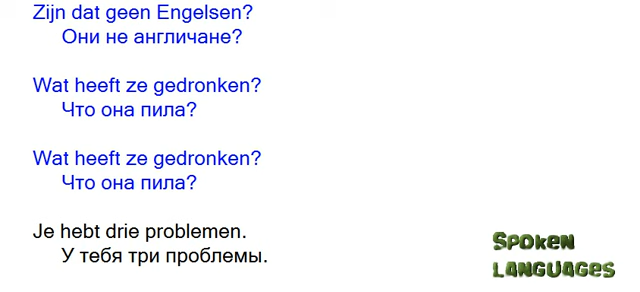 Zijn dat geen Engelsen?
Они не англичане?
Wat heeft ze gedronken?
Что она пила?
Wat heeft ze gedronken?
Что она пила?
Je hebt drie problemen.
У тебя три проблемы.
Spoken
Languages